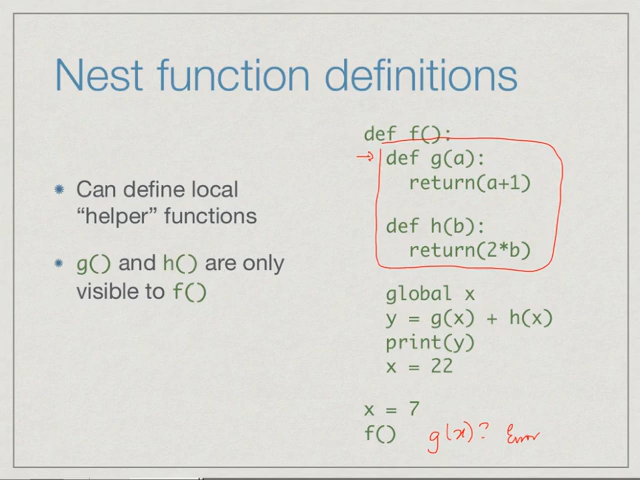 Nest function definitions
Can define local
“helper” functions
g() and h() are only
visible to f()
def f():
def g(a):
return(a+1)
def h(b):
return(2*b)
global x
y = g(x) + h(x)
print(y)
x = 22
x = 7
f() g(x)? Error